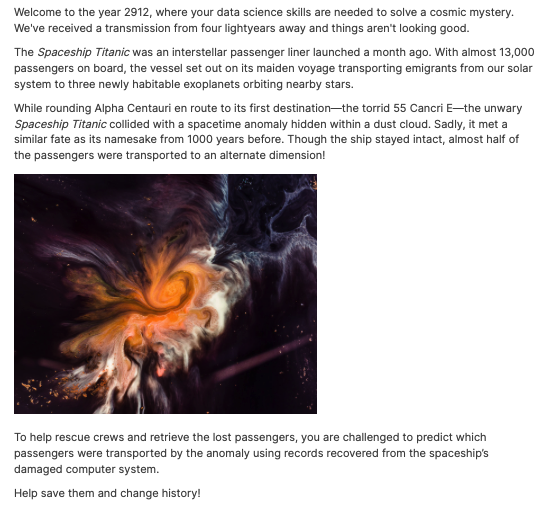 Welcome to the year 2912, where your data science skills are needed to solve a cosmic mystery.
We've received a transmission from four lightyears away and things aren't looking good.
The Spaceship Titanic was an interstellar passenger liner launched a month ago. With almost 13,000
passengers on board, the vessel set out on its maiden voyage transporting emigrants from our solar
system to three newly habitable exoplanets orbiting nearby stars.
While rounding Alpha Centauri en route to its first destination—the torrid 55 Cancri E—the unwary
Spaceship Titanic collided with a spacetime anomaly hidden within a dust cloud. Sadly, it met a
similar fate as its namesake from 1000 years before. Though the ship stayed intact, almost half of
the passengers were transported to an alternate dimension!
To help rescue crews and retrieve the lost passengers, you are challenged to predict which
passengers were transported by the anomaly using records recovered from the spaceship’s
damaged computer system.
Help save them and change history!